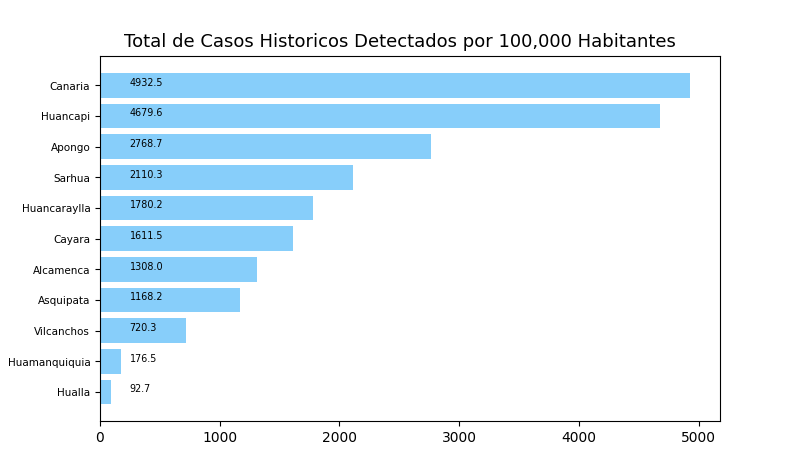 Total de Casos Historicos Detectados por 100,000 Habitantes
Canaria 4932.5
Huancapi 4679.6
Apongo 2768.7
Sarhua 2110.3
Huancaraylla 1780.2
Cayara 1611.5
Alcamenca 1308.0
Asquipata 1168.2
Vilcanchos 720.3
Huamanquiquia 176.5
Hualla 92.7
0 1000 2000 3000 4000 5000